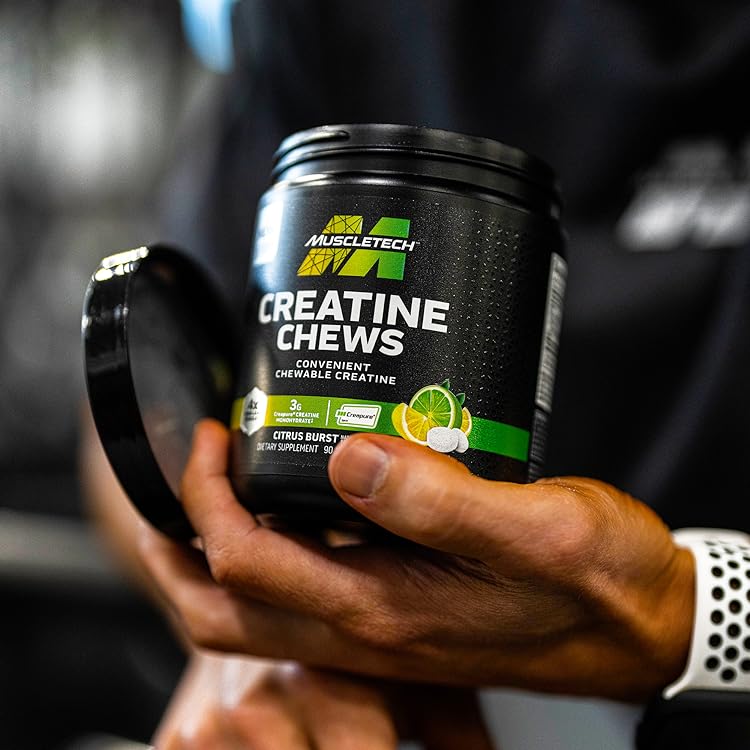 MUSCLETECH
CREATINE
CHEWS
CONVENIENT
CHEWABLE CREATINE
3G
Creapure® CREATINE
MONOHYDRATE‡
Creapure®
CITRUS BURST
DIETARY SUPPLEMENT 90